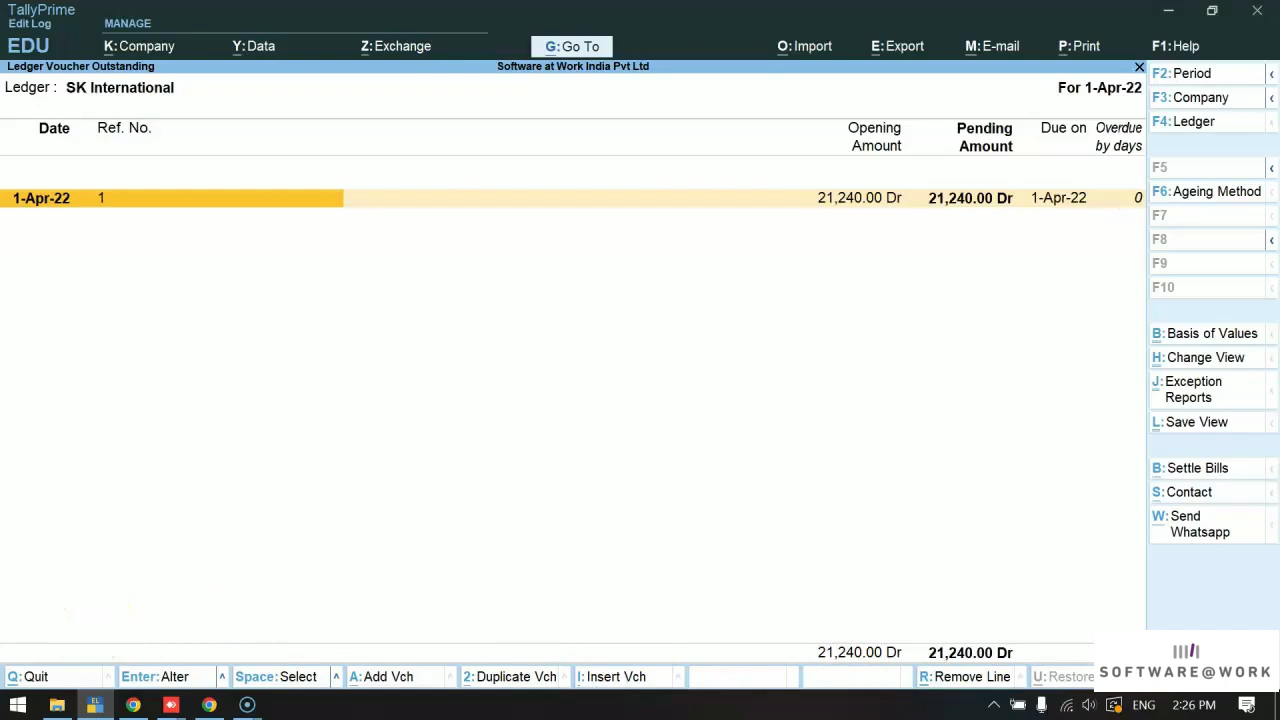 TallyPrime
Edit Log
MANAGE
EDU
K:Company
Y:Data
Z:Exchange
G:Go To
O:Import
E:Export
M:E-mail
P:Print
F1:Help
Ledger Voucher Outstanding
Software at Work India Pvt Ltd
Ledger : SK International
For 1-Apr-22
Date
Ref. No.
Opening Amount
Pending Amount
Due on
Overdue by days
1-Apr-22 1 21,240.00 Dr 21,240.00 Dr 1-Apr-22 0
21,240.00 Dr 21,240.00 Dr
F2:Period
F3:Company
F4:Ledger
F5
F6:Ageing Method
F7
F8
F9
F10
B:Basis of Values
H:Change View
J:Exception
Reports
L:Save View
B:Settle Bills
S:Contact
W:Send
Whatsapp
SOFTWARE@WORK
Q:Quit
Enter:Alter
Space:Select
A:Add Vch
2:Duplicate Vch
I:Insert Vch
R:Remove Line
U:Restore
EL
ENG
2:26 PM